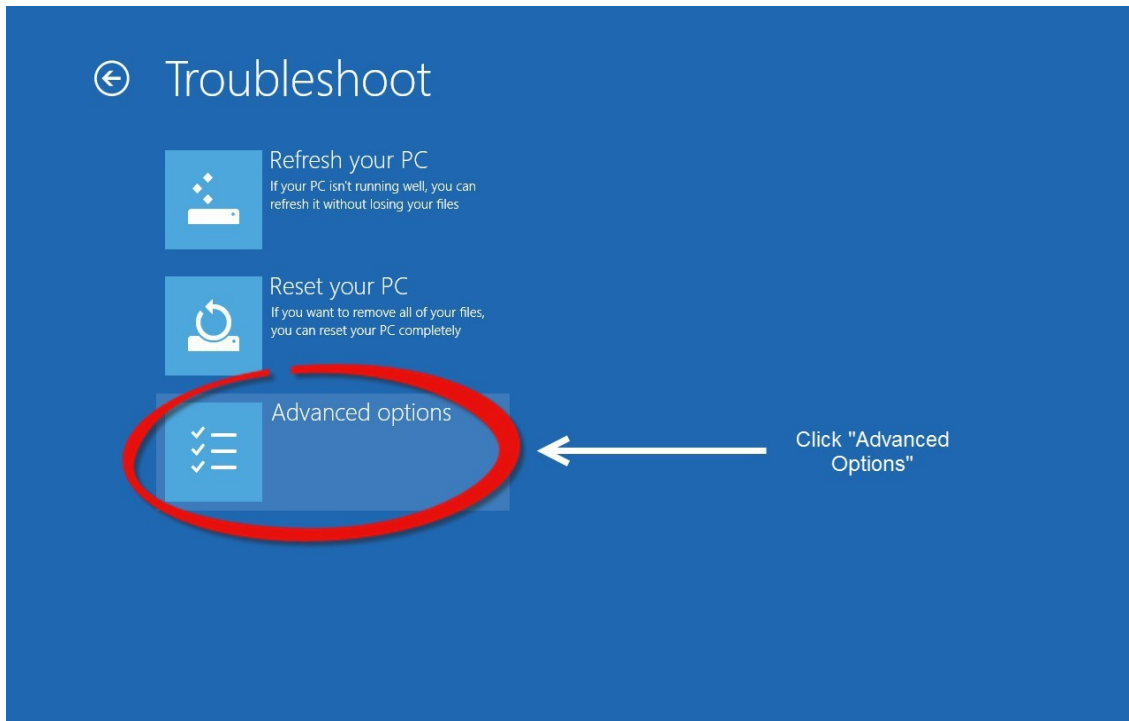 Troubleshoot
Refresh your PC
If your PC isn't running well, you can
refresh it without losing your files
Reset your PC
If you want to remove all of your files,
you can reset your PC completely
Advanced options
Click "Advanced
Options"